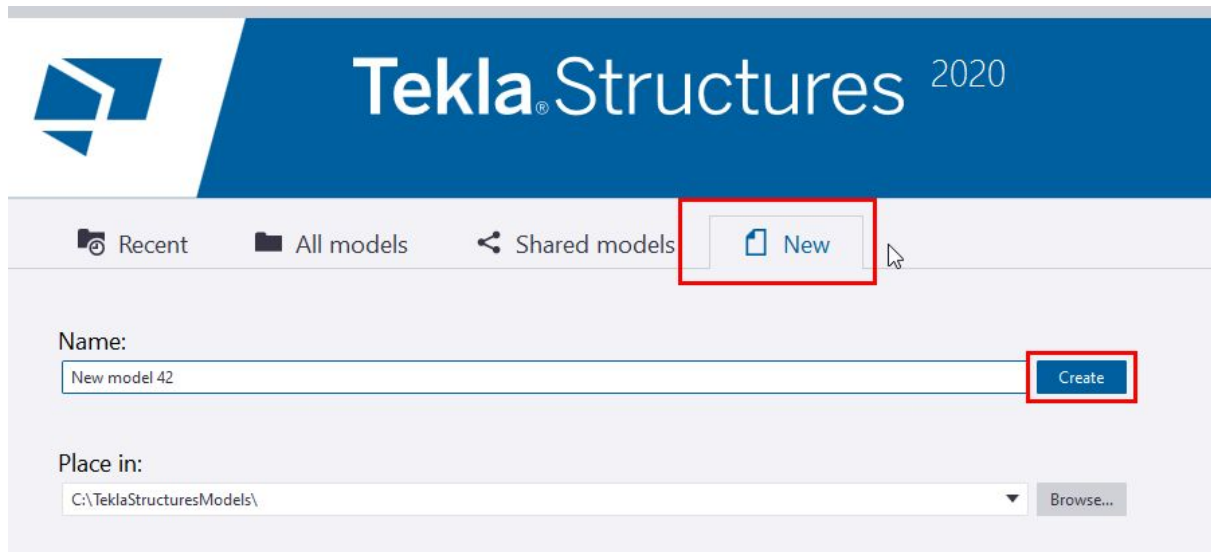 Tekla® Structures 2020
Recent All models Shared models New
Name:
New model 42 Create
Place in:
C:\TeklaStructuresModels\ Browse...